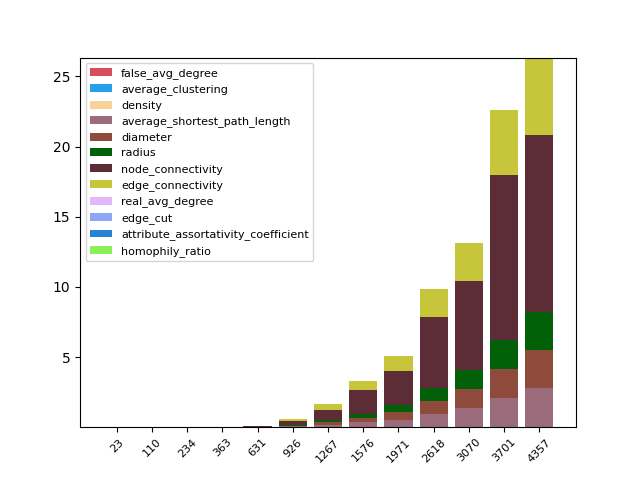 25
20
15
10
5
false_avg_degree
average_clustering
density
average_shortest_path_length
diameter
radius
node_connectivity
edge_connectivity
real_avg_degree
edge_cut
attribute_assortativity_coefficient
homophily_ratio
23 110 234 363 631 926 1267 1576 1971 2618 3070 3701 4357